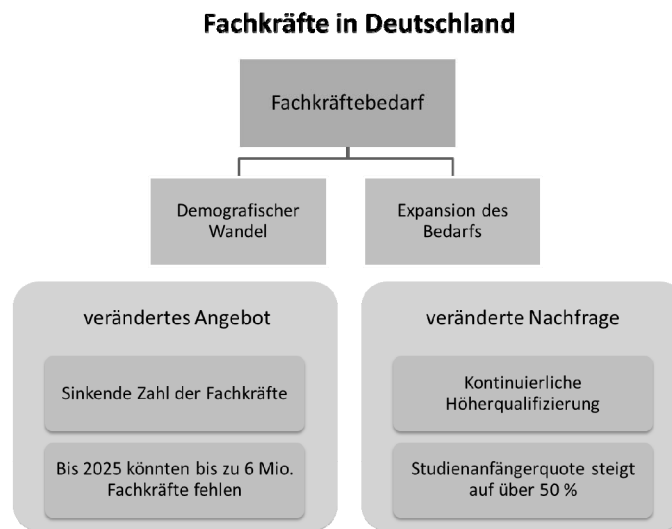 Fachkräfte in Deutschland
Fachkräftebedarf
Demografischer
Wandel
Expansion des
Bedarfs
verändertes Angebot
Sinkende Zahl der Fachkräfte
Bis 2025 könnten bis zu 6 Mio.
Fachkräfte fehlen
veränderte Nachfrage
Kontinuierliche
Höherqualifizierung
Studienanfängerquote steigt
auf über 50 %